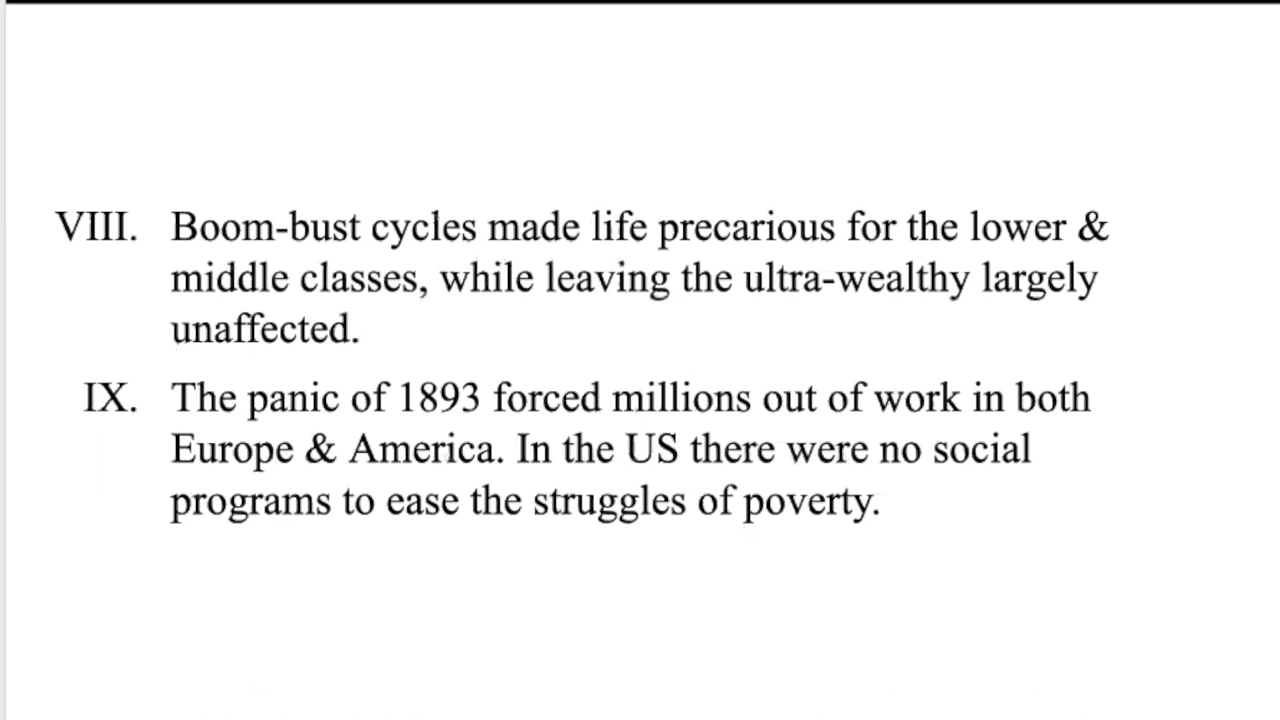 VIII. Boom-bust cycles made life precarious for the lower &
middle classes, while leaving the ultra-wealthy largely
unaffected.
IX. The panic of 1893 forced millions out of work in both
Europe & America. In the US there were no social
programs to ease the struggles of poverty.